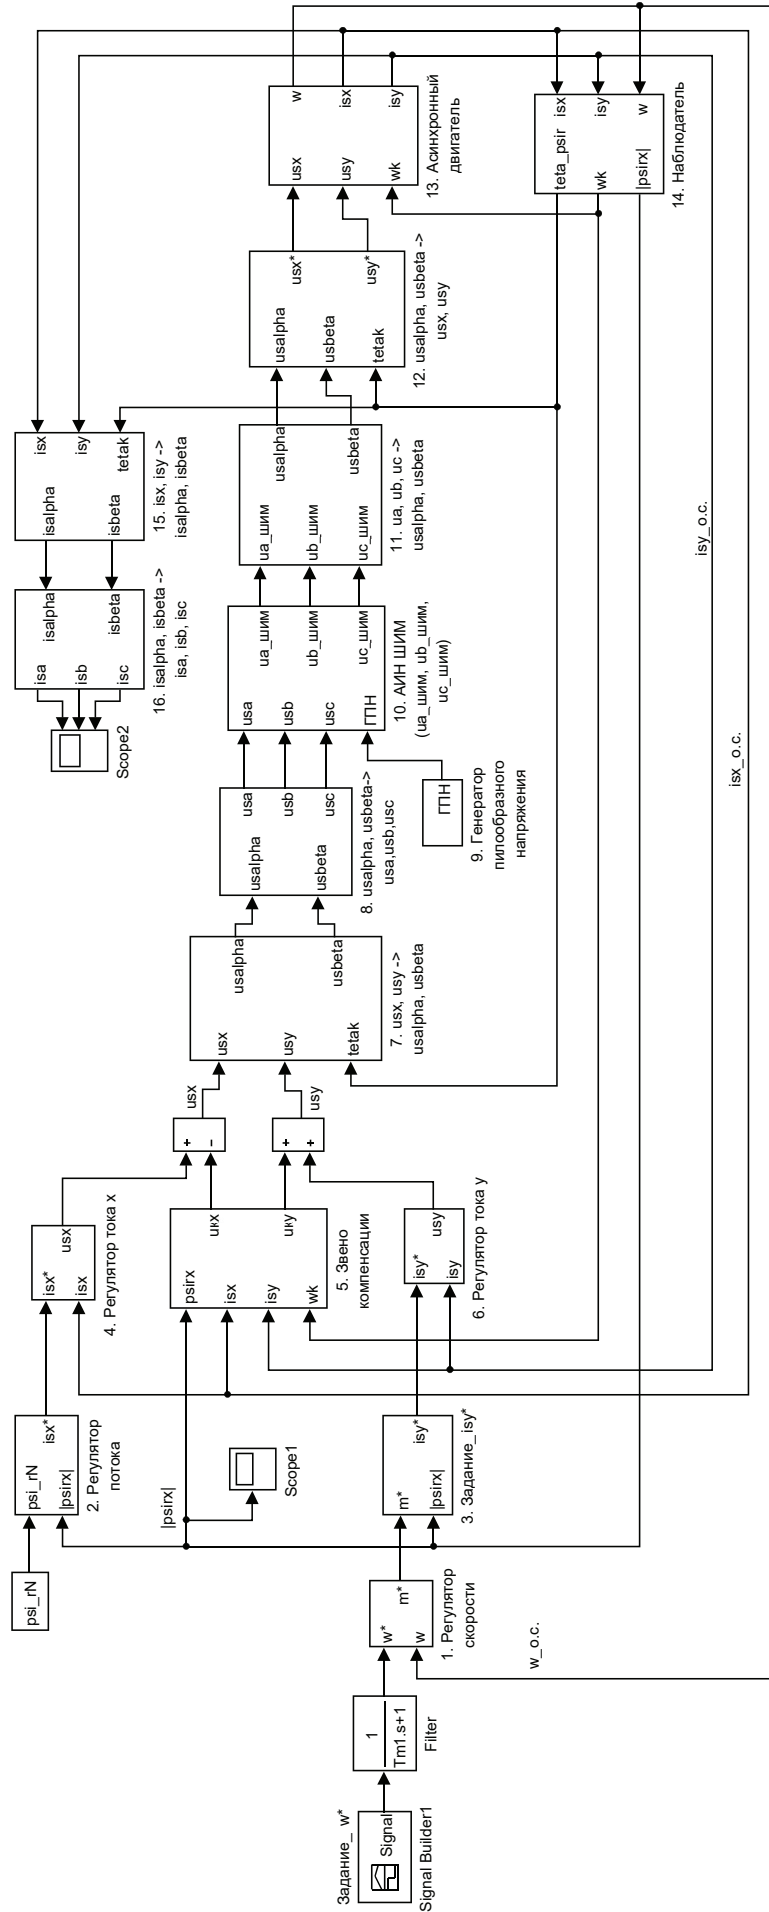 Задание_ w*
Signal
Signal Builder1
1
Tm1.s+1
Filter
w*
m*
w
1. Регулятор
скорости
w_о.с.
psi_rN
psi_rN
isx*
|psirx|
2. Регулятор
потока
|psirx|
Scope1
m*
isy*
|psirx|
3. Задание_isy*
isx*
usx
isx
4. Регулятор тока x
psirx
uкx
isx
isy
uкy
wk
5. Звено
компенсации
isy*
usy
isy
6. Регулятор тока y
+
−
usx
+
+
usy
usx
usalpha
usy
usbeta
tetak
7. usx, usy ->
usalpha, usbeta
usalpha
usa
usb
usbeta
usc
8. usalpha, usbeta->
usa,usb,usc
ГПН
9. Генератор
пилообразного
напряжения
usa
ua_шим
usb
ub_шим
usc
uc_шим
ГПН
10. АИН ШИМ
(ua_шим, ub_шим,
uc_шим)
ua_шим
usalpha
ub_шим
usbeta
uc_шим
11. ua, ub, uc ->
usalpha, usbeta
usalpha
usx*
usbeta
usy*
tetak
12. usalpha, usbeta ->
usx, usy
usx
w
usy
isx
wk
isy
13. Асинхронный
двигатель
teta_psir
isx
wk
isy
|psirx|
w
14. Наблюдатель
isalpha
isx
isbeta
isy
tetak
15. isx, isy ->
isalpha, isbeta
isa
isalpha
isb
isbeta
isc
16. isalpha, isbeta ->
isa, isb, isc
Scope2
isy_о.с.
isx_о.с.